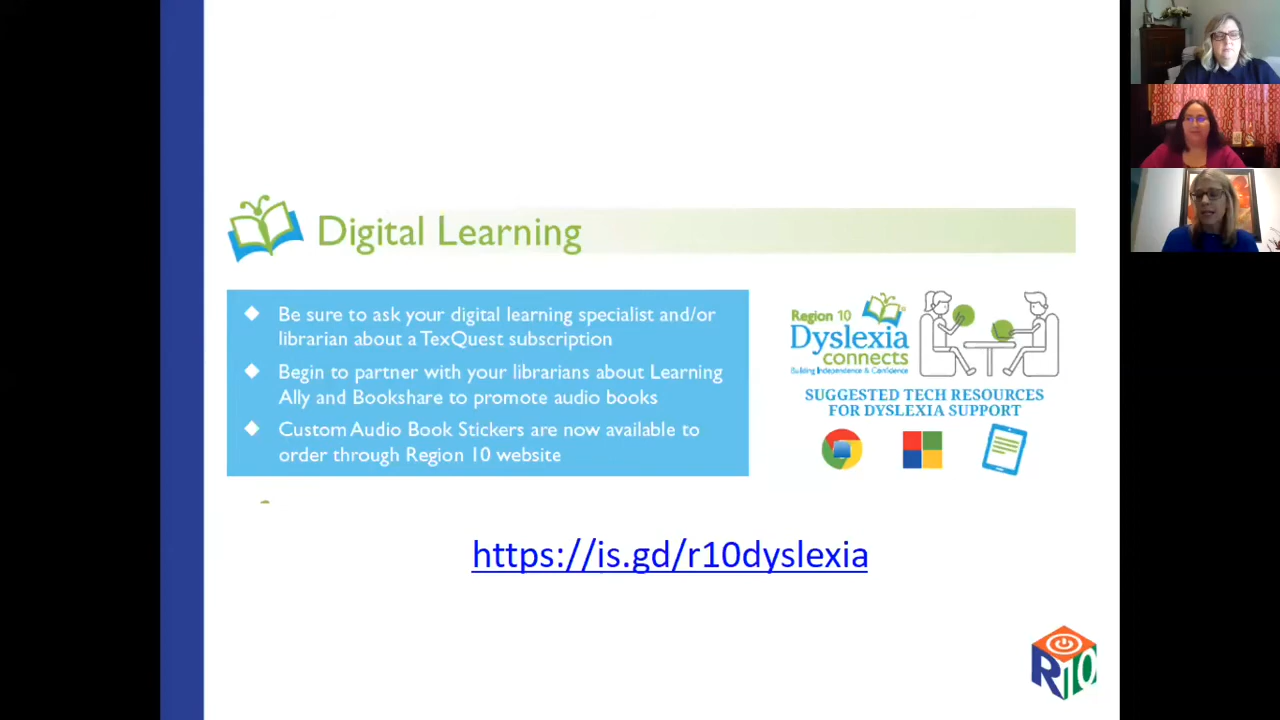 Digital Learning
Be sure to ask your digital learning specialist and/or
librarian about a TexQuest subscription
Begin to partner with your librarians about Learning
Ally and Bookshare to promote audio books
Custom Audio Book Stickers are now available to
order through Region 10 website
Region 10
Dyslexia
connects
Building Independence & Confidence
SUGGESTED TECH RESOURCES
FOR DYSLEXIA SUPPORT
https://is.gd/r10dyslexia
R10